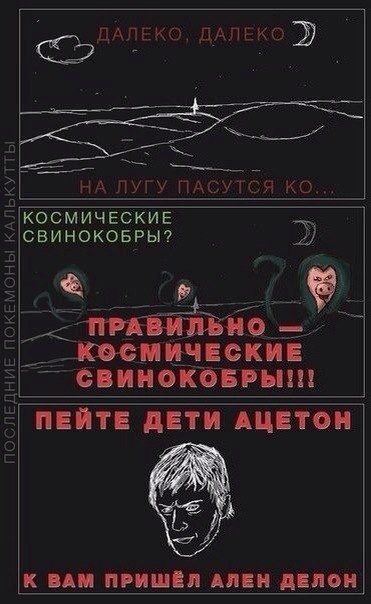 ДАЛЕКО, ДАЛЕКО
НА ЛУГУ ПАСУТСЯ КО...
КОСМИЧЕСКИЕ
СВИНОКОБРЫ?
ПРАВИЛЬНО —
КОСМИЧЕСКИЕ
СВИНОКОБРЫ!!!
ПЕЙТЕ ДЕТИ АЦЕТОН
К ВАМ ПРИШЁЛ АЛЕН ДЕЛОН
ПОСЛЕДНИЕ ПОКЕМОНЫ КАЛЬКУТТЫ